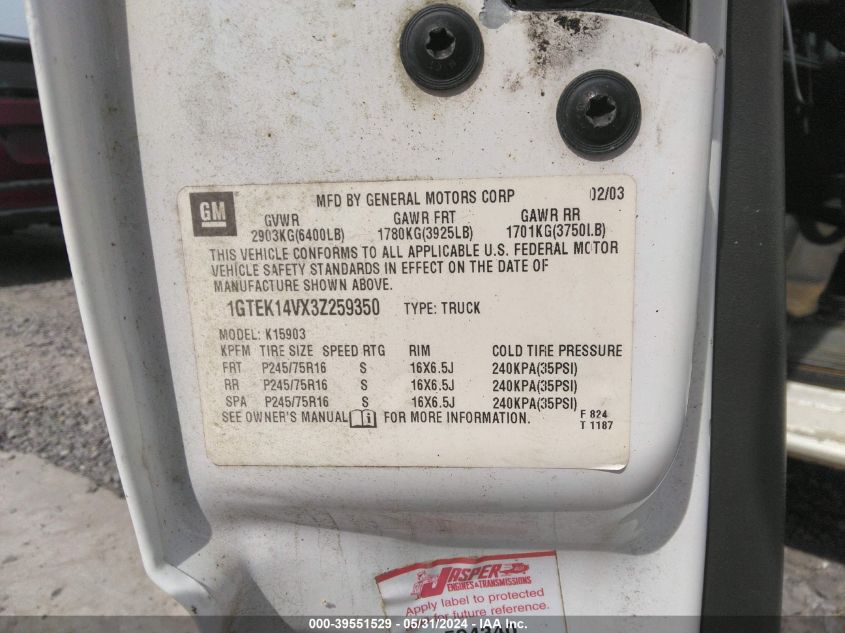 GM
MFD BY GENERAL MOTORS CORP 02/03
GVWR GAWR FRT GAWR RR
2903KG(6400LB) 1780KG(3925LB) 1701KG(3750LB)
THIS VEHICLE CONFORMS TO ALL APPLICABLE U.S. FEDERAL MOTOR
VEHICLE SAFETY STANDARDS IN EFFECT ON THE DATE OF
MANUFACTURE SHOWN ABOVE.
1GTEK14VX3Z259350 TYPE: TRUCK
MODEL: K15903
KPFM TIRE SIZE SPEED RTG RIM COLD TIRE PRESSURE
FRT P245/75R16 S 16X6.5J 240KPA(35PSI)
RR P245/75R16 S 16X6.5J 240KPA(35PSI)
SPA P245/75R16 S 16X6.5J 240KPA(35PSI)
SEE OWNER'S MANUAL i FOR MORE INFORMATION.
F 824
T 1187
JASPER
ENGINES & TRANSMISSIONS
Apply label to protected
for future reference.
000-39551529 - 05/31/2024 - IAA Inc.